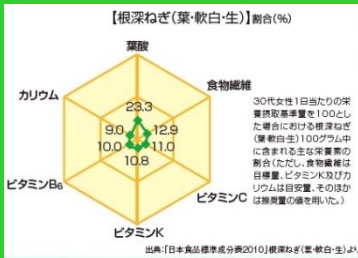 【根深ねぎ(葉・軟白・生)】割合(%)
葉酸
カリウム
食物繊維
23.3
9.0
12.9
10.0
11.0
10.8
ビタミンB₆
ビタミンC
ビタミンK
30代女性1日当たりの栄
養摂取基準量を100とし
た場合における根深ねぎ
(葉・軟白・生)100グラム中
に含まれる主な栄養素の
割合(ただし、食物繊維は
目標量、ビタミンK及びカ
リウムは目安量、そのほか
は推奨量の値を用いた。)
出典:「日本食品標準成分表2010」根深ねぎ(葉・軟白・生)より